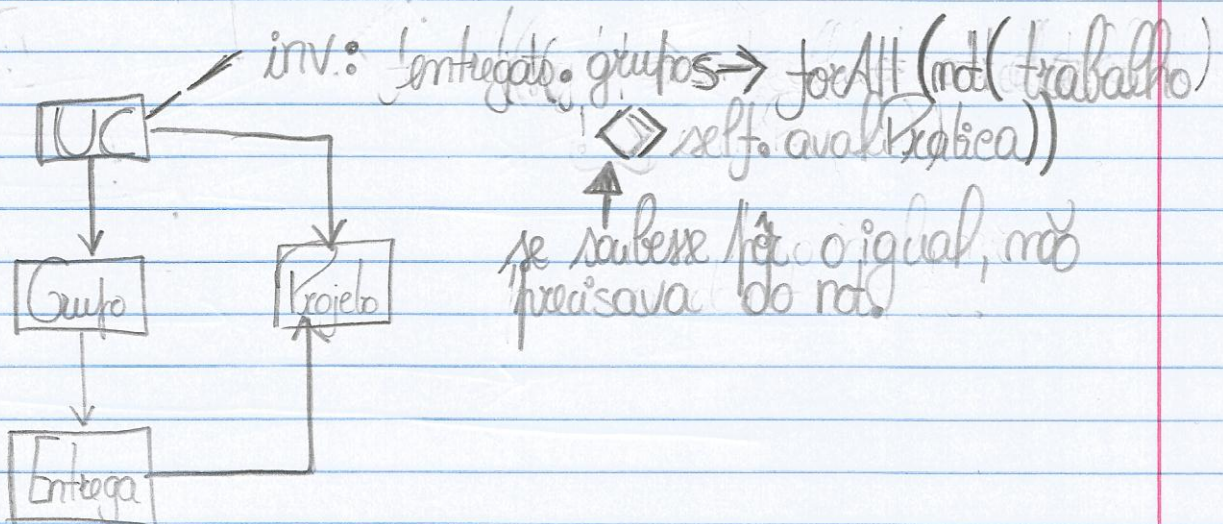 inv.: entregas. grupos → forAll (not( trabalho
UC
<> self. avalPratica))
se soubesse pôr o igual, não
precisava do not.
Grupo
Projeto
Entrega